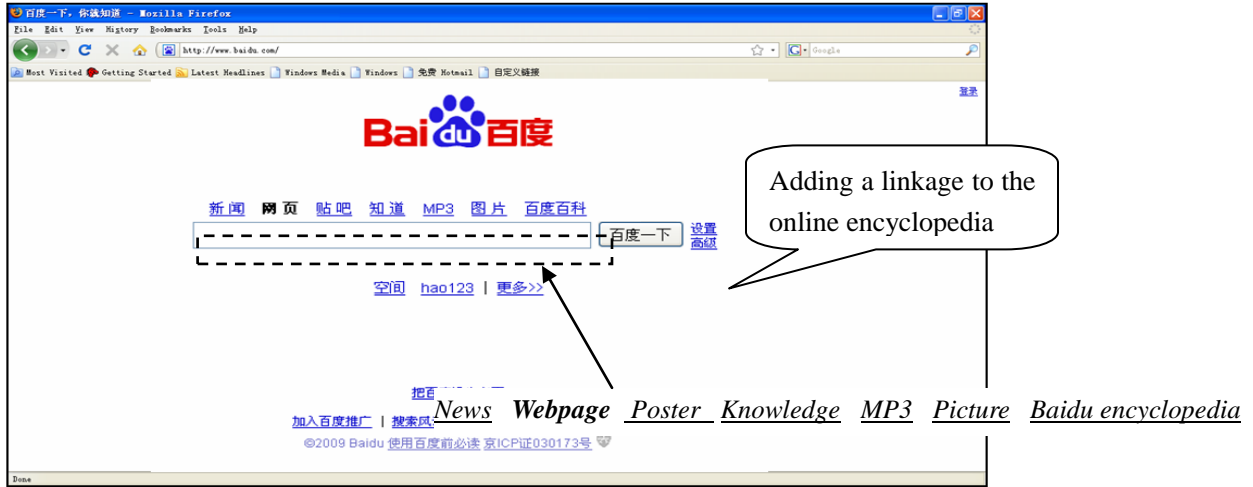 百度一下，你就知道 - Mozilla Firefox
File Edit View History Bookmarks Tools Help
http://www.baidu.com/
Google
Most Visited Getting Started Latest Headlines Windows Media Windows 免费 Hotmail 自定义链接
登录
Bai du 百度
Adding a linkage to the
online encyclopedia
新闻 网页 贴吧 知道 MP3 图片 百度百科
百度一下 设置
高级
空间 hao123 | 更多>>
把百
News Webpage Poster Knowledge MP3 Picture Baidu encyclopedia
加入百度推广 | 搜索风
©2009 Baidu 使用百度前必读 京ICP证030173号
Done